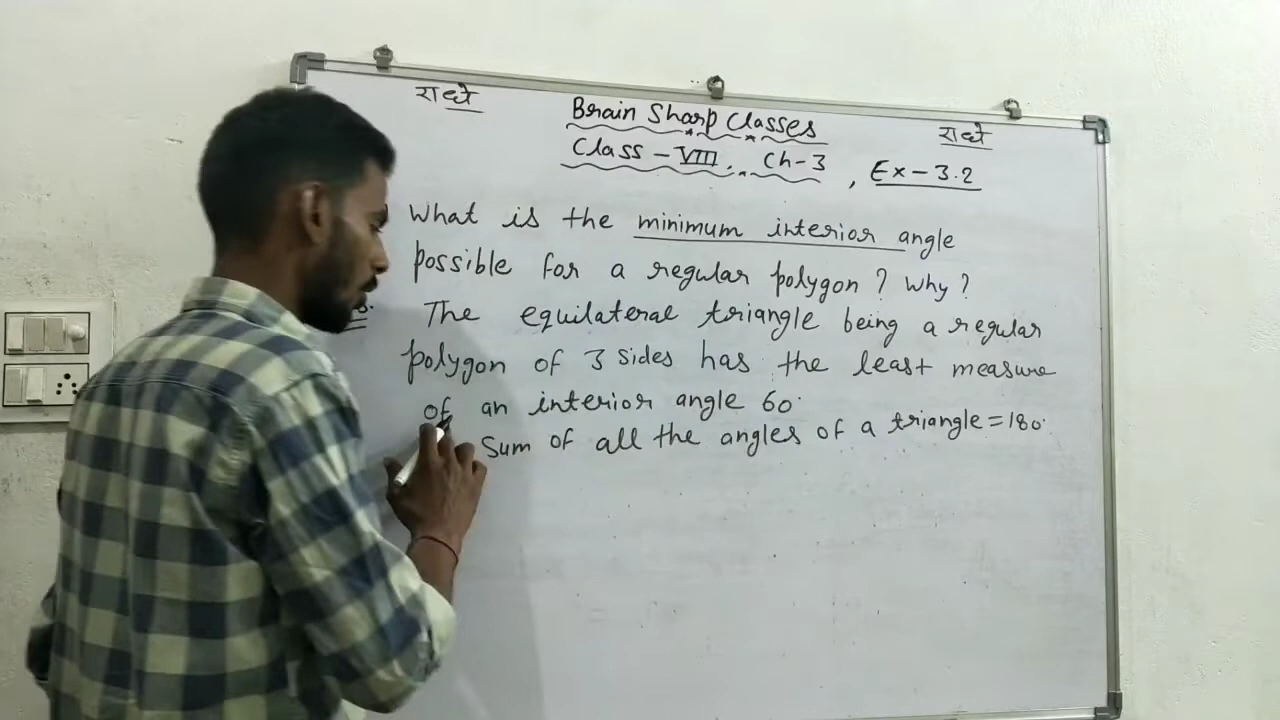 राधे
राधे
Brain Sharp Classes
Class - VIII, Ch-3, Ex-3.2
What is the minimum interior angle
possible for a regular polygon? Why?
The equilateral triangle being a regular
polygon of 3 sides has the least measure
of an interior angle 60°
Sum of all the angles of a triangle = 180°